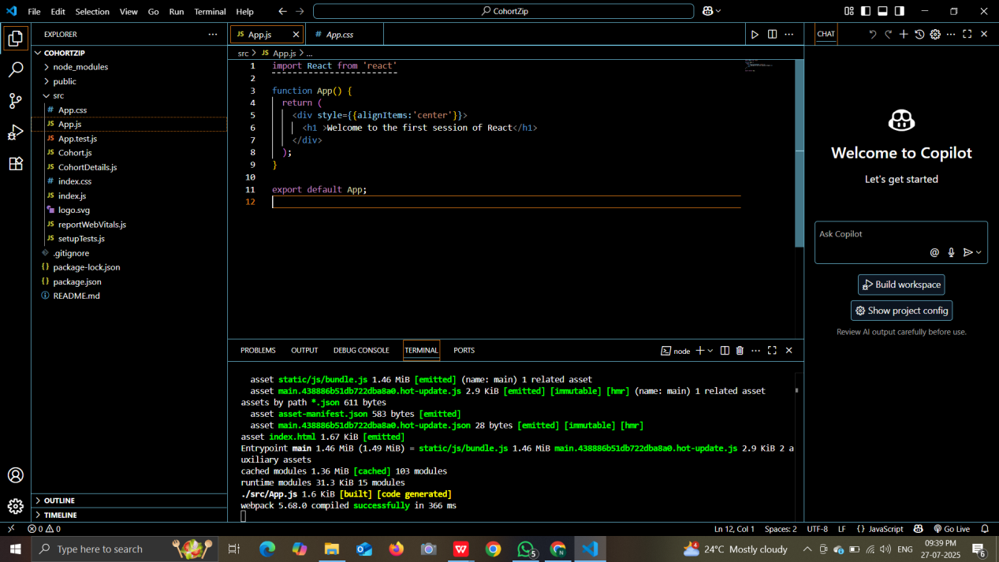 File Edit Selection View Go Run Terminal Help
CohortZip
EXPLORER
COHORTZIP
node_modules
public
src
# App.css
JS App.js
JS App.test.js
JS Cohort.js
JS CohortDetails.js
# index.css
JS index.js
logo.svg
JS reportWebVitals.js
JS setupTests.js
.gitignore
{} package-lock.json
{} package.json
README.md
OUTLINE
TIMELINE
JS App.js
# App.css
src > JS App.js > ...
1 import React from 'react'
2
3 function App() {
4 return (
5 <div style={{alignItems:'center'}}>
6 <h1 >Welcome to the first session of React</h1>
7 </div>
8 );
9 }
10
11 export default App;
12
PROBLEMS OUTPUT DEBUG CONSOLE TERMINAL PORTS
node
asset static/js/bundle.js 1.46 MiB [emitted] (name: main) 1 related asset
asset main.438886b51db722dba8a0.hot-update.js 2.9 KiB [emitted] [immutable] [hmr] (name: main) 1 related asset
assets by path *.json 611 bytes
asset asset-manifest.json 583 bytes [emitted]
asset main.438886b51db722dba8a0.hot-update.json 28 bytes [emitted] [immutable] [hmr]
asset index.html 1.67 KiB [emitted]
Entrypoint main 1.46 MiB (1.49 MiB) = static/js/bundle.js 1.46 MiB main.438886b51db722dba8a0.hot-update.js 2.9 KiB 2 a
uxiliary assets
cached modules 1.36 MiB [cached] 103 modules
runtime modules 31.3 KiB 15 modules
./src/App.js 1.6 KiB [built] [code generated]
webpack 5.68.0 compiled successfully in 366 ms
CHAT
Welcome to Copilot
Let's get started
Ask Copilot
@
Build workspace
Show project config
Review AI output carefully before use.
0 0
Ln 12, Col 1 Spaces: 2 UTF-8 LF {} JavaScript Go Live
Type here to search
W
5
N
4
24°C Mostly cloudy
ENG
09:39 PM
27-07-2025
6